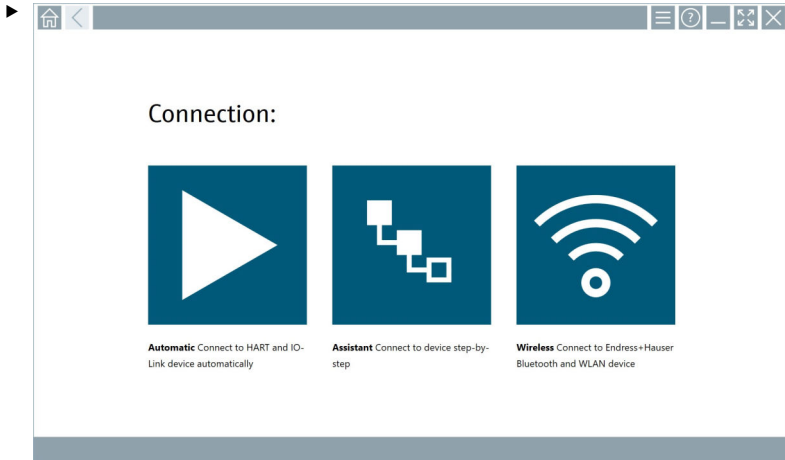 Connection:
Automatic Connect to HART and IO-
Link device automatically
Assistant Connect to device step-by-
step
Wireless Connect to Endress+Hauser
Bluetooth and WLAN device